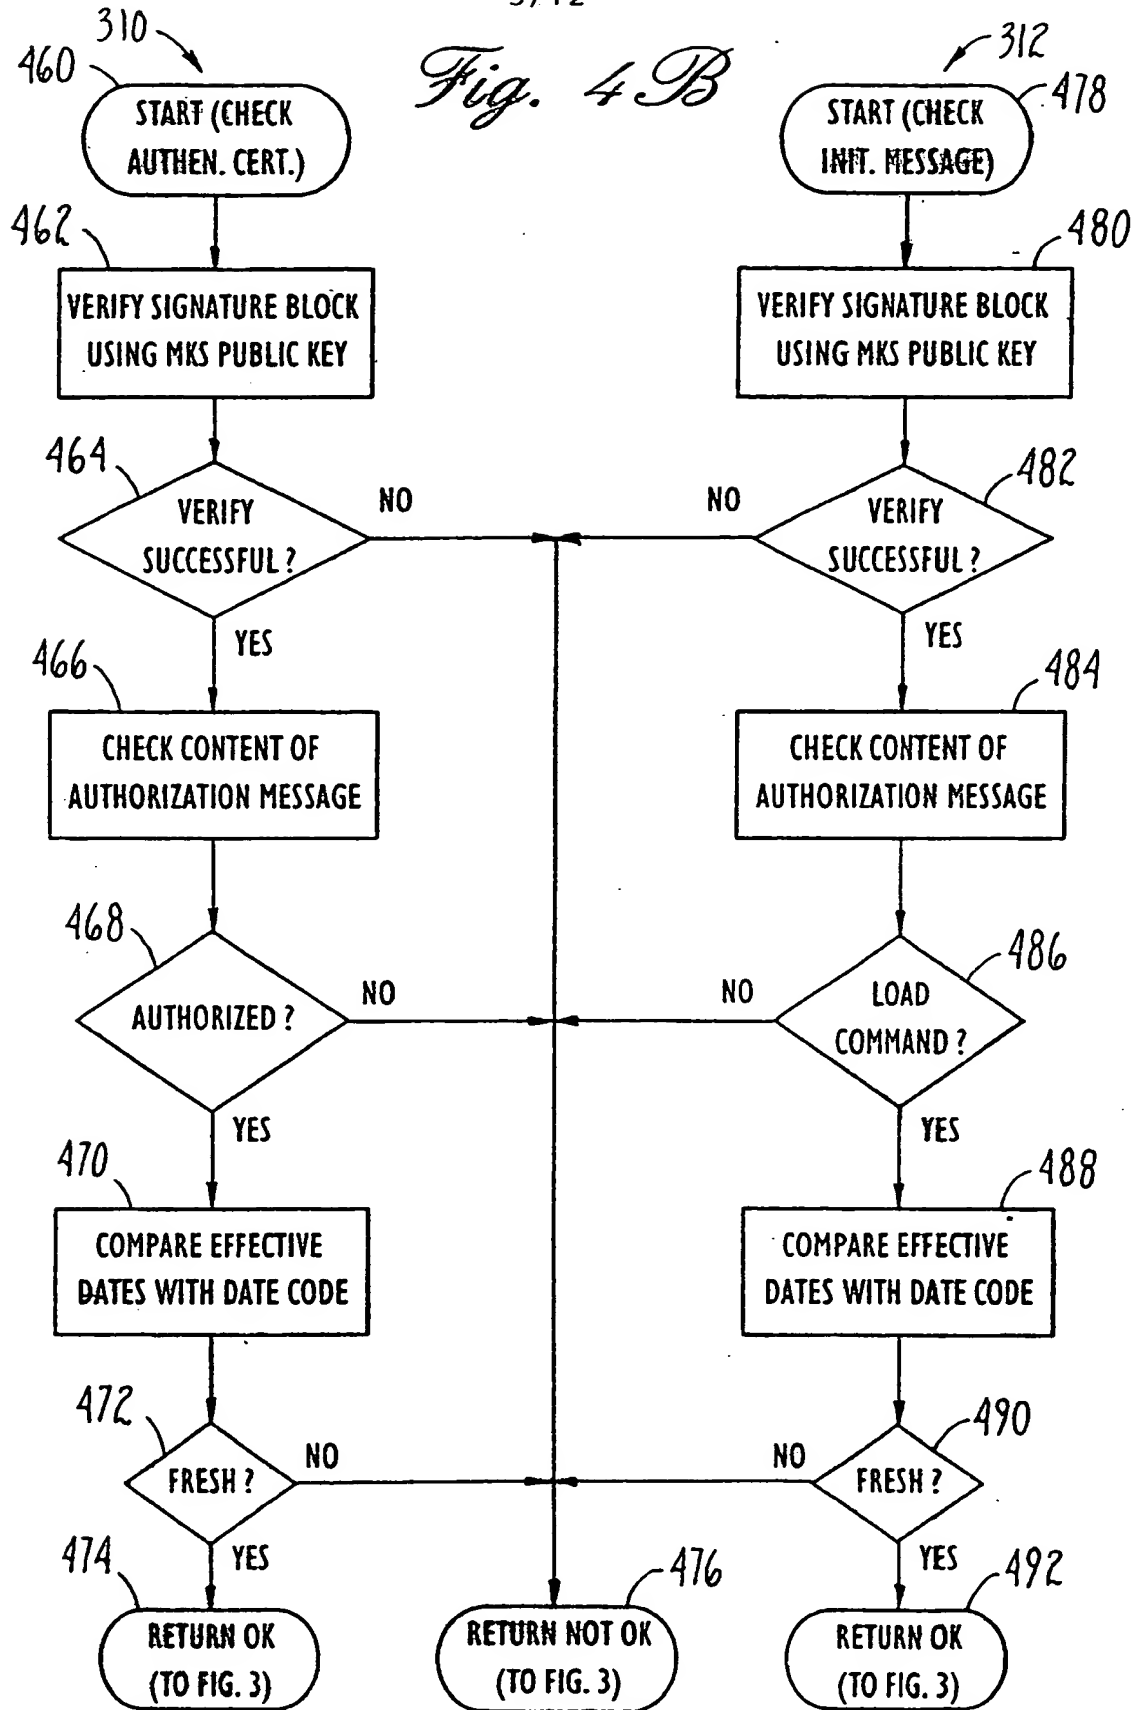 Fig. 4B
310
460
START (CHECK
AUTHEN. CERT.)
462
VERIFY SIGNATURE BLOCK
USING MKS PUBLIC KEY
464
VERIFY
SUCCESSFUL ?
NO
YES
466
CHECK CONTENT OF
AUTHORIZATION MESSAGE
468
AUTHORIZED ?
NO
YES
470
COMPARE EFFECTIVE
DATES WITH DATE CODE
472
FRESH ?
NO
YES
474
RETURN OK
(TO FIG. 3)
476
RETURN NOT OK
(TO FIG. 3)
312
478
START (CHECK
INIT. MESSAGE)
480
VERIFY SIGNATURE BLOCK
USING MKS PUBLIC KEY
482
VERIFY
SUCCESSFUL ?
NO
YES
484
CHECK CONTENT OF
AUTHORIZATION MESSAGE
486
LOAD
COMMAND ?
NO
YES
488
COMPARE EFFECTIVE
DATES WITH DATE CODE
490
FRESH ?
NO
YES
492
RETURN OK
(TO FIG. 3)